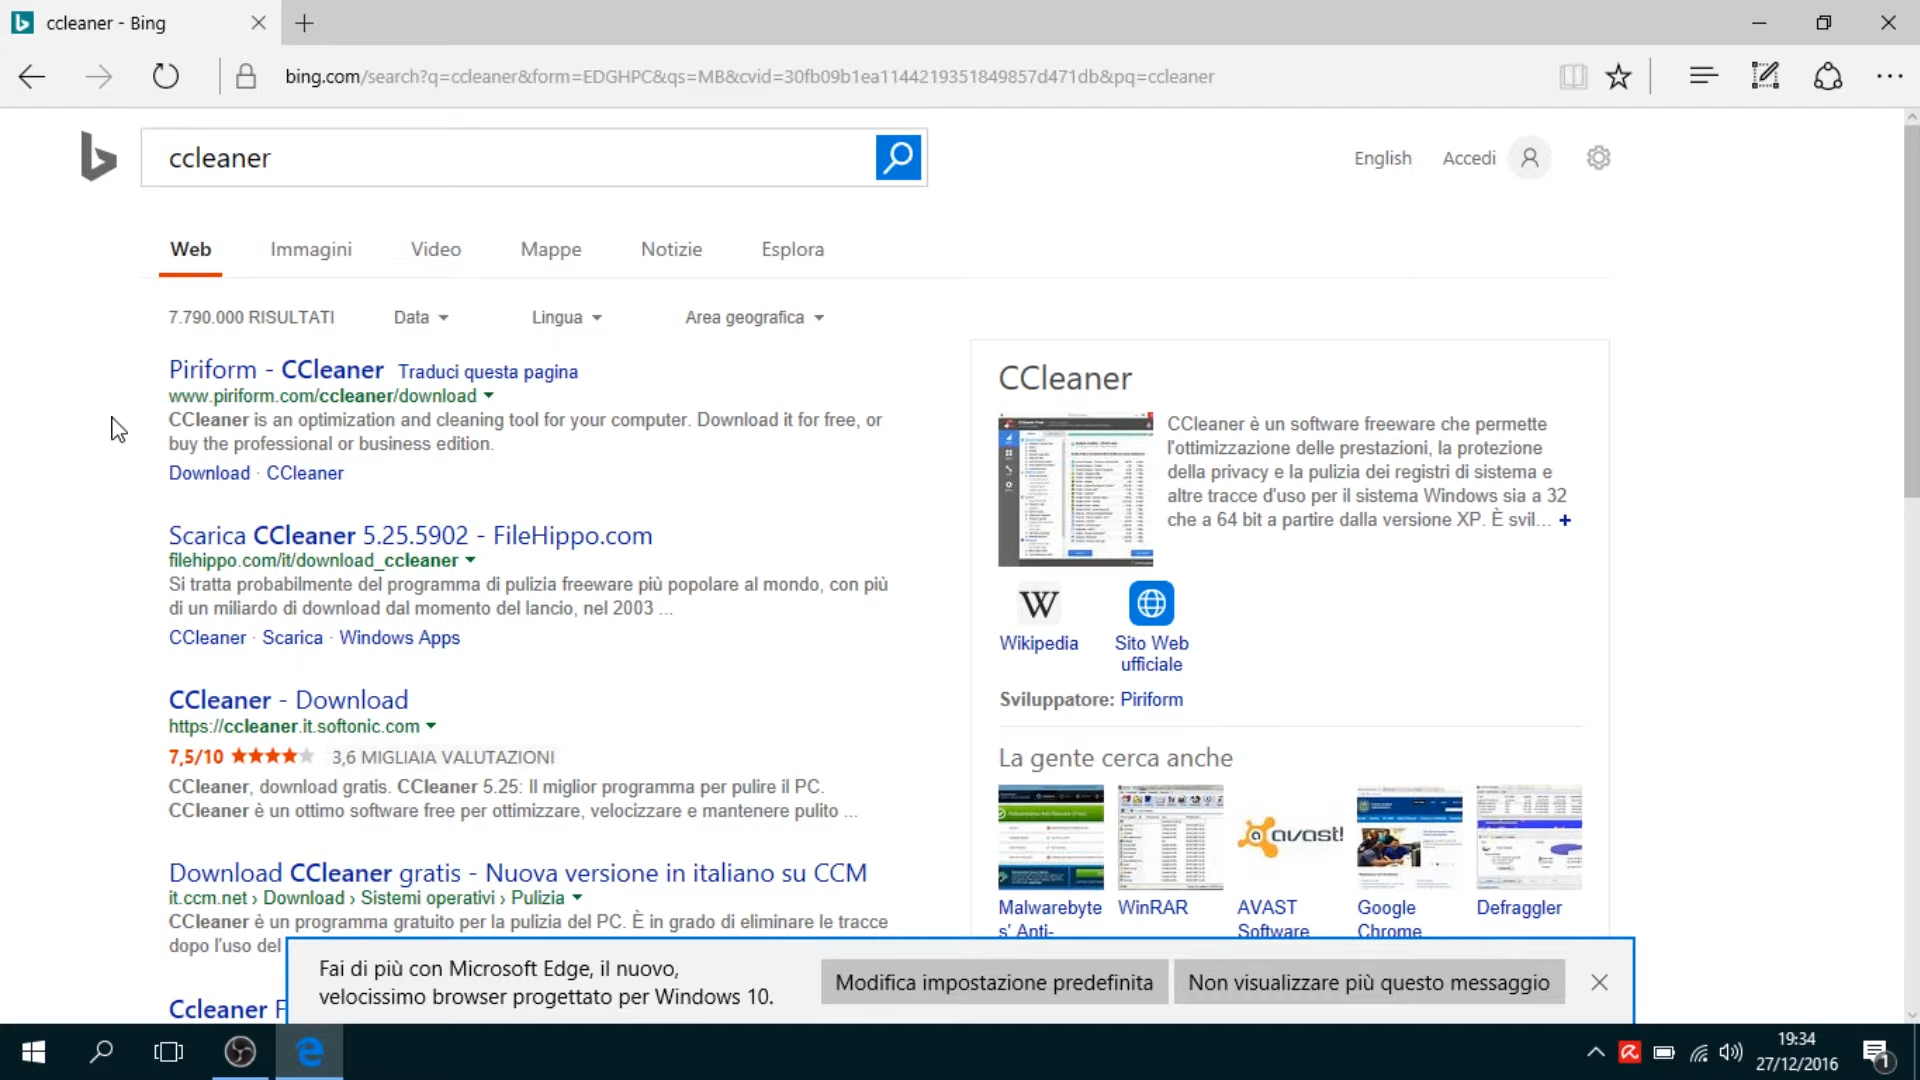 ccleaner - Bing
bing.com/search?q=ccleaner&form=EDGHPC&qs=MB&cvid=30fb09b1ea1144219351849857d471db&pq=ccleaner
ccleaner
English Accedi
Web Immagini Video Mappe Notizie Esplora
7.790.000 RISULTATI Data Lingua Area geografica
Piriform - CCleaner Traduci questa pagina
www.piriform.com/ccleaner/download
CCleaner is an optimization and cleaning tool for your computer. Download it for free, or
buy the professional or business edition.
Download · CCleaner
Scarica CCleaner 5.25.5902 - FileHippo.com
filehippo.com/it/download_ccleaner
Si tratta probabilmente del programma di pulizia freeware più popolare al mondo, con più
di un miliardo di download dal momento del lancio, nel 2003 ...
CCleaner · Scarica · Windows Apps
CCleaner - Download
https://ccleaner.it.softonic.com
7,5/10 3,6 MIGLIAIA VALUTAZIONI
CCleaner, download gratis. CCleaner 5.25: Il miglior programma per pulire il PC.
CCleaner è un ottimo software free per ottimizzare, velocizzare e mantenere pulito ...
Download CCleaner gratis - Nuova versione in italiano su CCM
it.ccm.net › Download › Sistemi operativi › Pulizia
CCleaner è un programma gratuito per la pulizia del PC. È in grado di eliminare le tracce
dopo l'uso del
Ccleaner F
CCleaner
CCleaner è un software freeware che permette
l'ottimizzazione delle prestazioni, la protezione
della privacy e la pulizia dei registri di sistema e
altre tracce d'uso per il sistema Windows sia a 32
che a 64 bit a partire dalla versione XP. È svil... +
W
Wikipedia
Sito Web
ufficiale
Sviluppatore: Piriform
La gente cerca anche
avast!
Malwarebyte
s' Anti-
WinRAR
AVAST
Software
Google
Chrome
Defraggler
Fai di più con Microsoft Edge, il nuovo,
velocissimo browser progettato per Windows 10.
Modifica impostazione predefinita
Non visualizzare più questo messaggio
19:34
27/12/2016
1